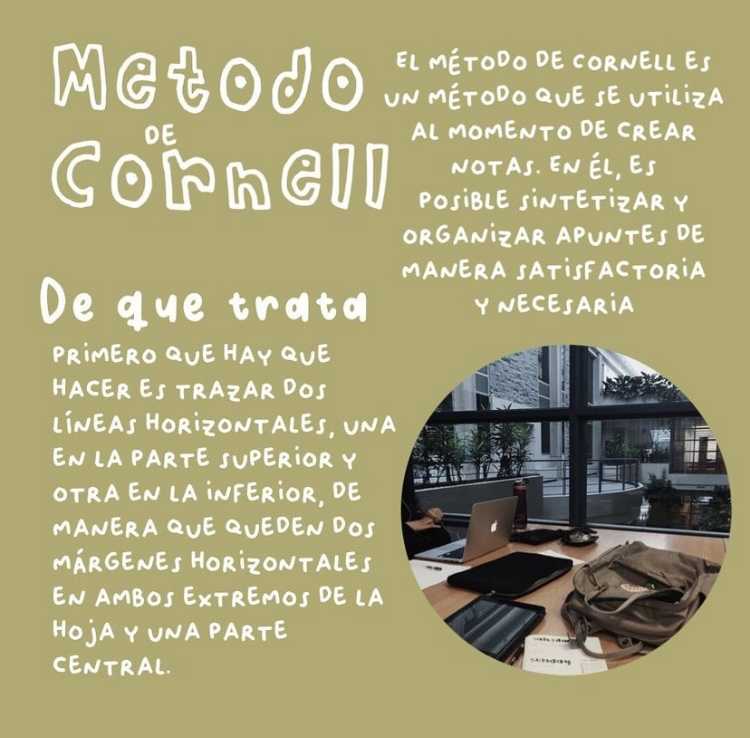 Metodo
DE
Cornell
EL MÉTODO DE CORNELL ES
UN MÉTODO QUE SE UTILIZA
AL MOMENTO DE CREAR
NOTAS. EN ÉL, ES
POSIBLE SINTETIZAR Y
ORGANIZAR APUNTES DE
MANERA SATISFACTORIA
Y NECESARIA
De que trata
PRIMERO QUE HAY QUE
HACER ES TRAZAR DOS
LÍNEAS HORIZONTALES, UNA
EN LA PARTE SUPERIOR Y
OTRA EN LA INFERIOR, DE
MANERA QUE QUEDEN DOS
MÁRGENES HORIZONTALES
EN AMBOS EXTREMOS DE LA
HOJA Y UNA PARTE
CENTRAL.